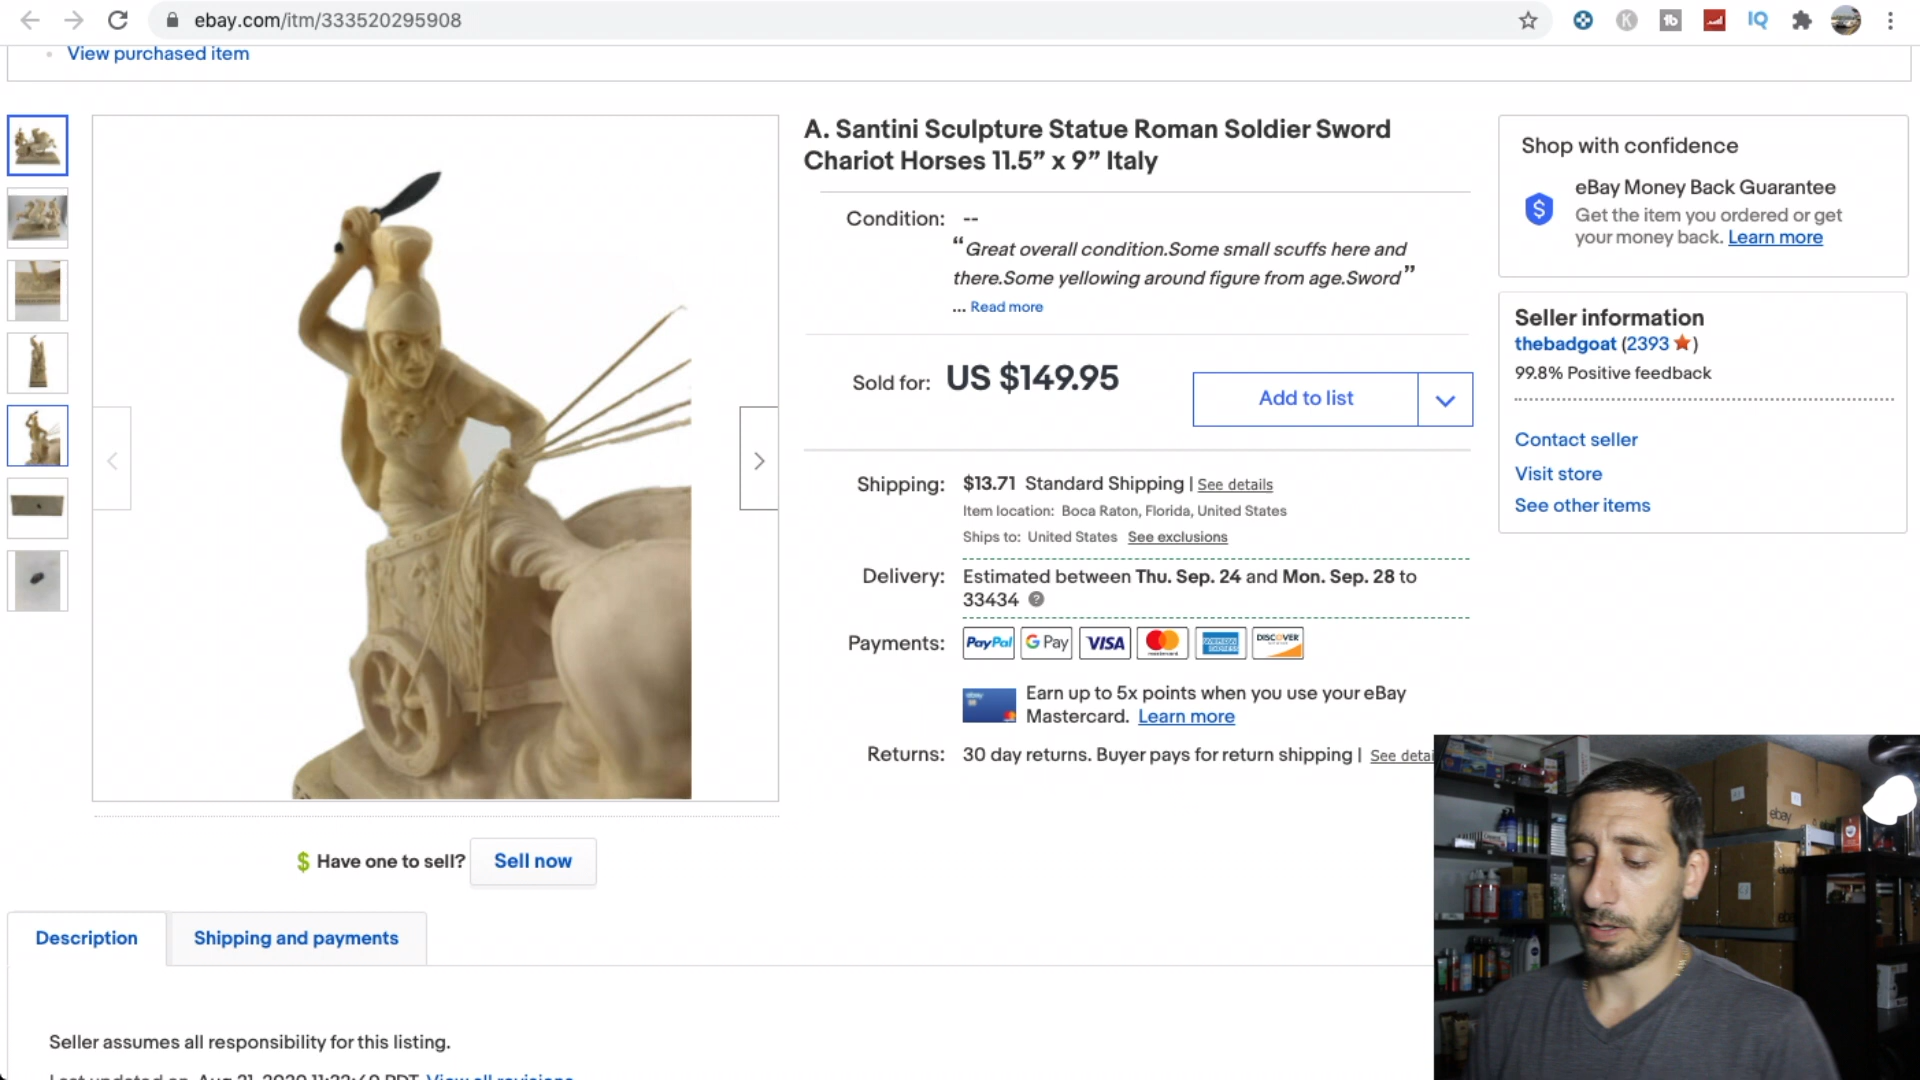 ebay.com/itm/333520295908
IQ
View purchased item
A. Santini Sculpture Statue Roman Soldier Sword
Chariot Horses 11.5” x 9” Italy
Condition: --
“Great overall condition.Some small scuffs here and
there.Some yellowing around figure from age.Sword”
... Read more
Sold for: US $149.95
Add to list
Shipping: $13.71 Standard Shipping | See details
Item location: Boca Raton, Florida, United States
Ships to: United States See exclusions
Delivery: Estimated between Thu. Sep. 24 and Mon. Sep. 28 to
33434 ?
Payments: PayPal G Pay VISA mastercard AMERICAN EXPRESS DISCOVER
Earn up to 5x points when you use your eBay
Mastercard. Learn more
Returns: 30 day returns. Buyer pays for return shipping | See detai
$ Have one to sell? Sell now
Description
Shipping and payments
Seller assumes all responsibility for this listing.
Last updated on Aug 21, 2020 11:22:40 PDT View all revisions
Shop with confidence
eBay Money Back Guarantee
Get the item you ordered or get
your money back. Learn more
Seller information
thebadgoat (2393 ★)
99.8% Positive feedback
Contact seller
Visit store
See other items
ebay